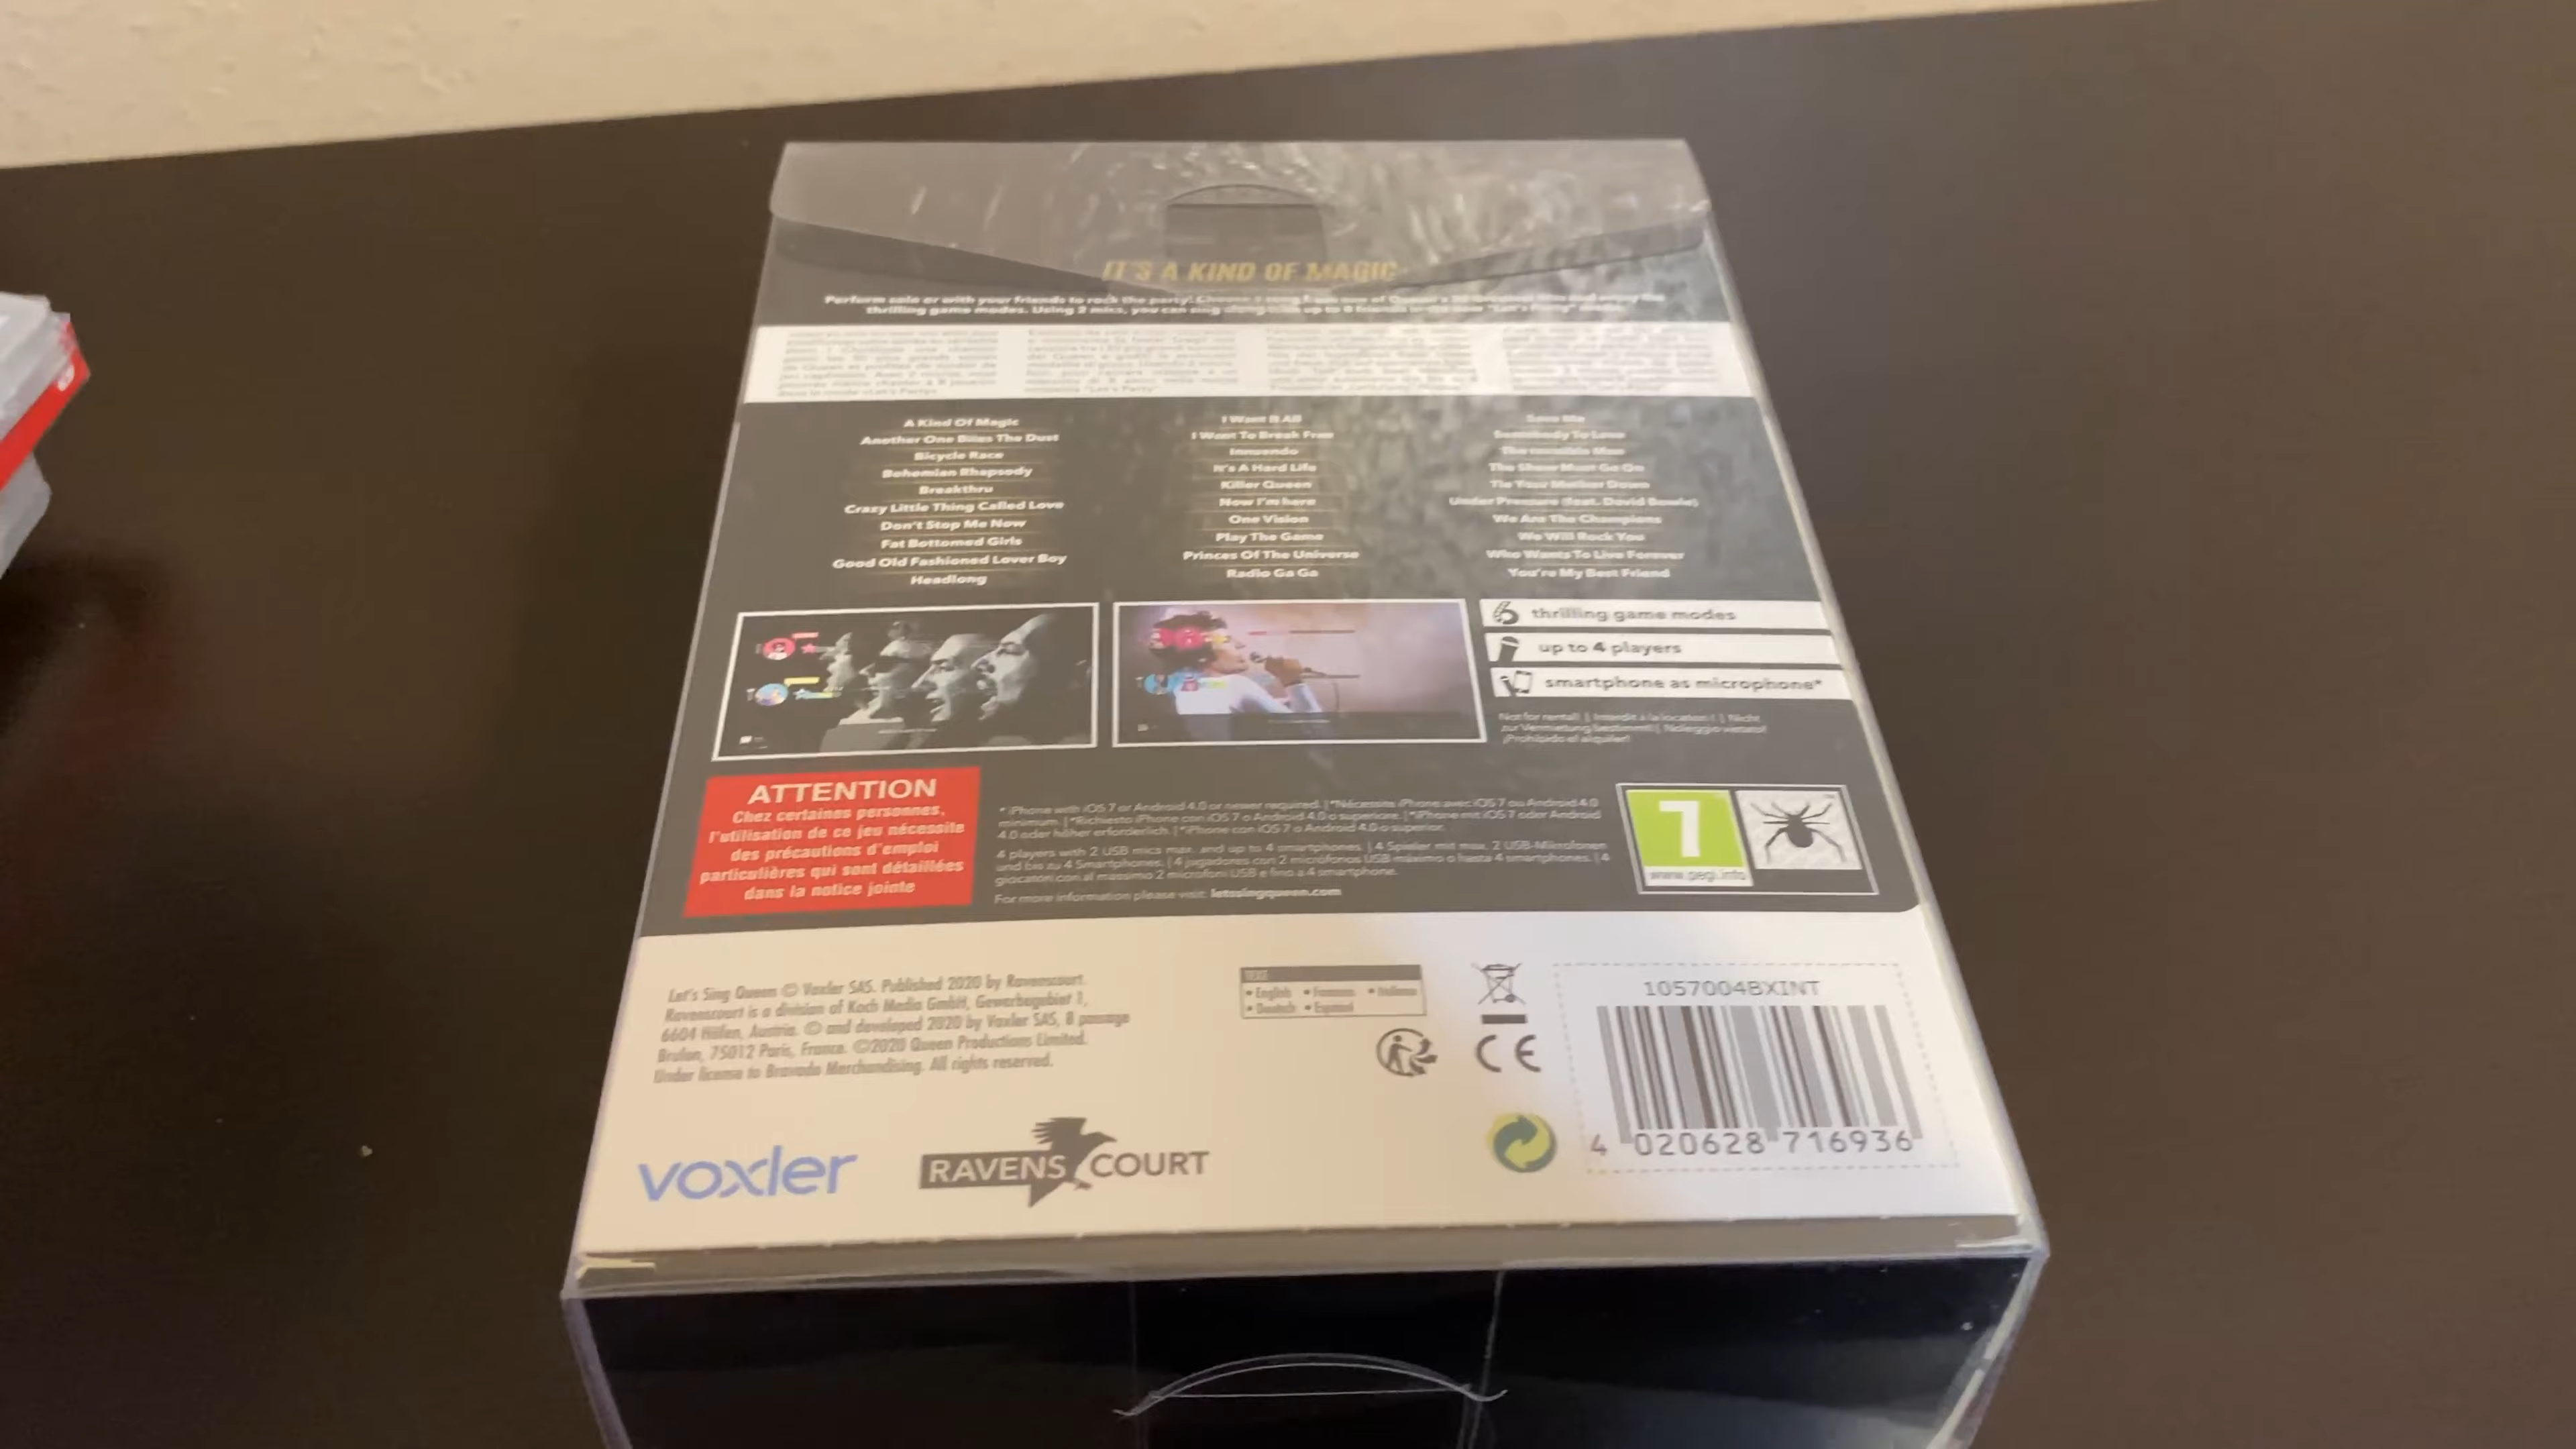 IT'S A KIND OF MAGIC
Perform solo or with your friends to rock the party! Choose a song from one of Queen's 30 greatest hits and enjoy the
thrilling game modes. Using 2 mics, you can sing along with up to 8 friends in the new "Let's Party" mode.
A Kind Of Magic
Another One Bites The Dust
Bicycle Race
Bohemian Rhapsody
Breakthru
Crazy Little Thing Called Love
Don't Stop Me Now
Fat Bottomed Girls
Good Old Fashioned Lover Boy
Headlong
I Want It All
I Want To Break Free
Innuendo
It's A Hard Life
Killer Queen
Now I'm here
One Vision
Play The Game
Princes Of The Universe
Radio Ga Ga
Save Me
Somebody To Love
The Invisible Man
The Show Must Go On
Tie Your Mother Down
Under Pressure (feat. David Bowie)
We Are The Champions
We Will Rock You
Who Wants To Live Forever
You're My Best Friend
6 thrilling game modes
up to 4 players
smartphone as microphone*
Not for rental! | Interdit à la location! | Nicht
zur Vermietung bestimmt! | Noleggio vietato!
¡Prohibido el alquiler!
ATTENTION
Chez certaines personnes,
l'utilisation de ce jeu nécessite
des précautions d'emploi
particulières qui sont détaillées
dans la notice jointe
* iPhone with iOS 7 or Android 4.0 or newer required. | *Nécessite iPhone avec iOS 7 ou Android 4.0
minimum. | *Richiesto iPhone con iOS 7 o Android 4.0 o superiore. | *iPhone mit iOS 7 oder Android
4.0 oder höher erforderlich. | *iPhone con iOS 7 o Android 4.0 o superior.
4 players with 2 USB mics max. and up to 4 smartphones. | 4 Spieler mit max. 2 USB-Mikrofonen
und bis zu 4 Smartphones. | 4 jugadores con 2 micrófonos USB máximo o hasta 4 smartphones. | 4
giocatori con al massimo 2 microfoni USB e fino a 4 smartphone.
For more information please visit: letssingqueen.com
7
www.pegi.info
Let's Sing Queen © Voxler SAS. Published 2020 by Ravenscourt.
Ravenscourt is a division of Koch Media GmbH, Gewerbegebiet 1,
6604 Höfen, Austria. © and developed 2020 by Voxler SAS, 8 passage
Brulon, 75012 Paris, France. ©2020 Queen Productions Limited.
Under license to Bravado Merchandising. All rights reserved.
TEXT
• English • Français • Italiano
• Deutsch • Español
CE
1057004BXINT
4 020628 716936
voxler
RAVENSCOURT